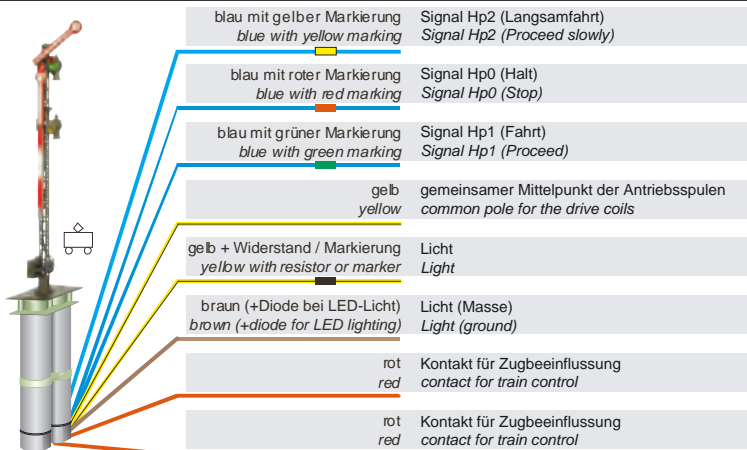 blau mit gelber Markierung Signal Hp2 (Langsamfahrt)
blue with yellow marking Signal Hp2 (Proceed slowly)
blau mit roter Markierung Signal Hp0 (Halt)
blue with red marking Signal Hp0 (Stop)
blau mit grüner Markierung Signal Hp1 (Fahrt)
blue with green marking Signal Hp1 (Proceed)
gelb gemeinsamer Mittelpunkt der Antriebsspulen
yellow common pole for the drive coils
gelb + Widerstand / Markierung Licht
yellow with resistor or marker Light
braun (+Diode bei LED-Licht) Licht (Masse)
brown (+diode for LED lighting) Light (ground)
rot Kontakt für Zugbeeinflussung
red contact for train control
rot Kontakt für Zugbeeinflussung
red contact for train control